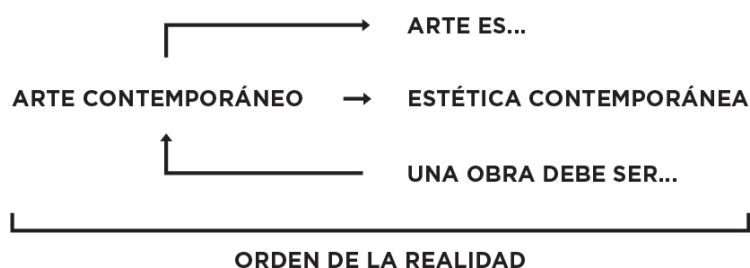 ARTE ES...
ARTE CONTEMPORÁNEO
ESTÉTICA CONTEMPORÁNEA
UNA OBRA DEBE SER...
ORDEN DE LA REALIDAD